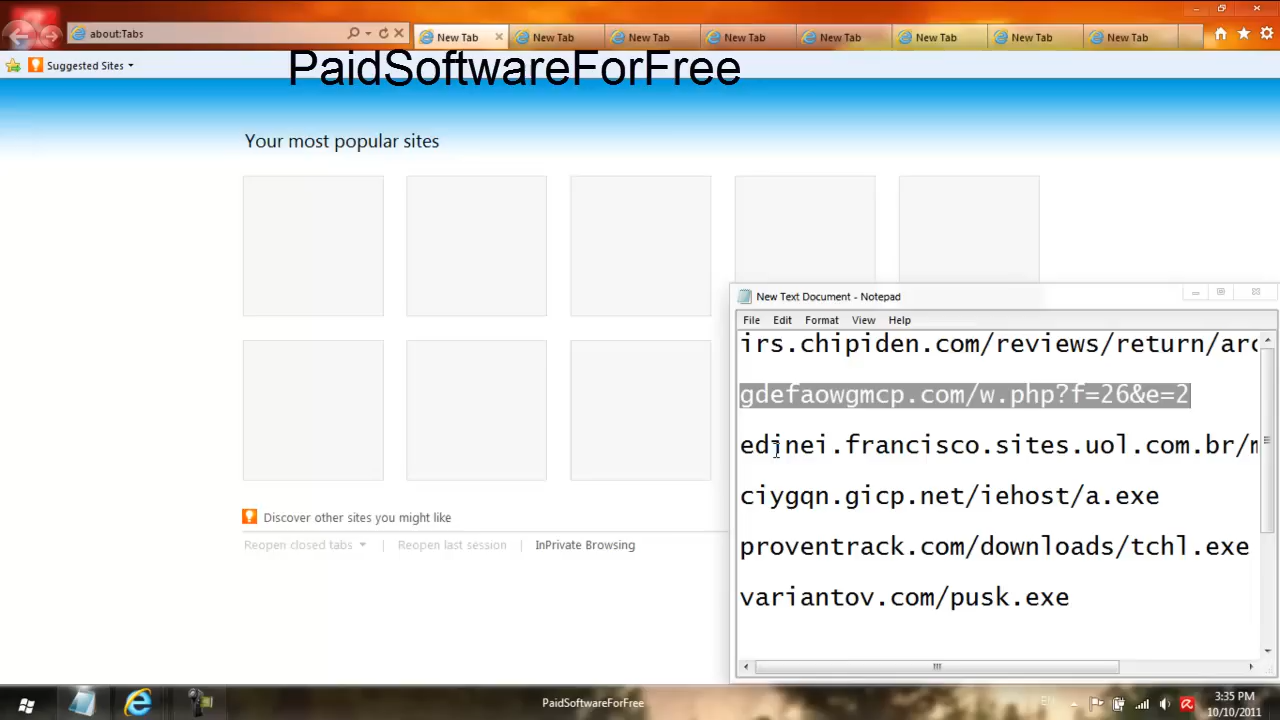 about:Tabs
New Tab
New Tab
New Tab
New Tab
New Tab
New Tab
New Tab
New Tab
Suggested Sites
PaidSoftwareForFree
Your most popular sites
New Text Document - Notepad
File Edit Format View Help
irs.chipiden.com/reviews/return/arc
gdefaowgmcp.com/w.php?f=26&e=2
edinei.francisco.sites.uol.com.br/m
ciygqn.gicp.net/iehost/a.exe
proventrack.com/downloads/tchl.exe
variantov.com/pusk.exe
Discover other sites you might like
Reopen closed tabs | Reopen last session | InPrivate Browsing
PaidSoftwareForFree
EN
3:35 PM
10/10/2011